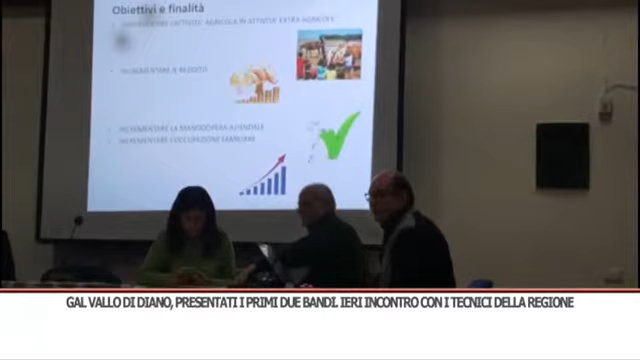 Obiettivi e finalità
INCREMENTARE IL REDDITO
INCREMENTARE LA MANODOPERA AZIENDALE
INCREMENTARE L'OCCUPAZIONE FAMILIARE
GAL VALLO DI DIANO, PRESENTATI I PRIMI DUE BANDI. IERI INCONTRO CON I TECNICI DELLA REGIONE